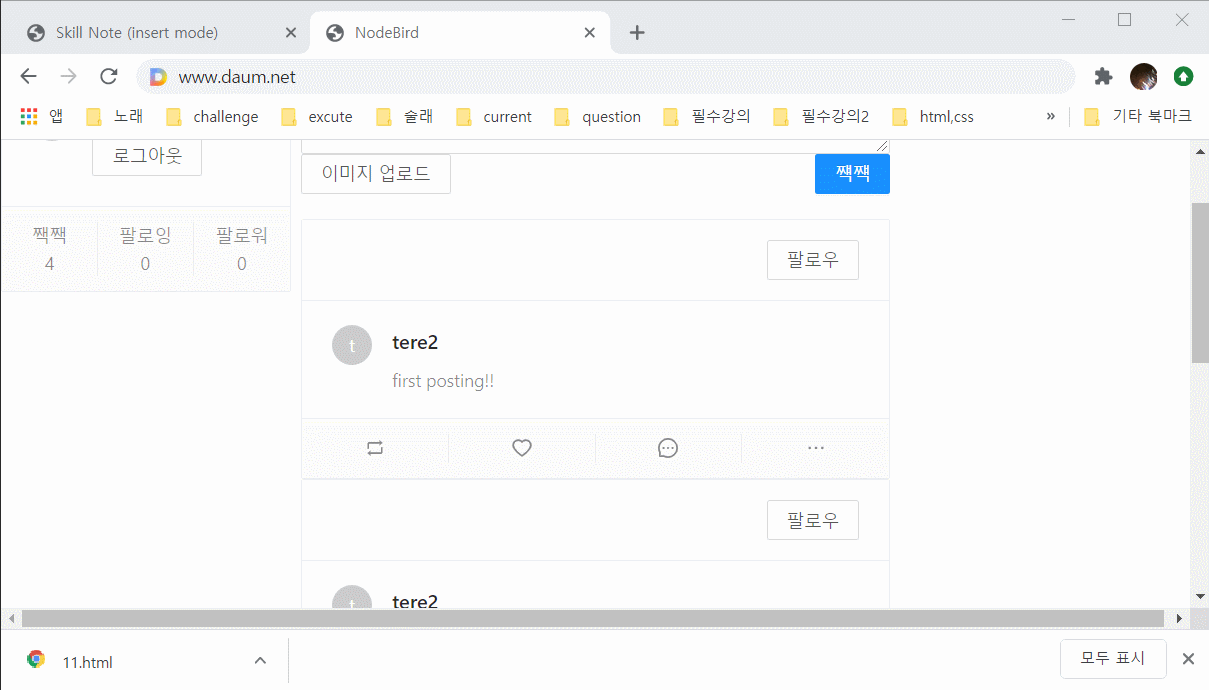 Skill Note (insert mode)
NodeBird
www.daum.net
앱 노래 challenge excute 술래 current question 필수강의 필수강의2 html,css » 기타 북마크
로그아웃
이미지 업로드 짹짹
짹짹 팔로잉 팔로워
4 0 0
팔로우
t tere2
first posting!!
팔로우
t tere2
11.html 모두 표시